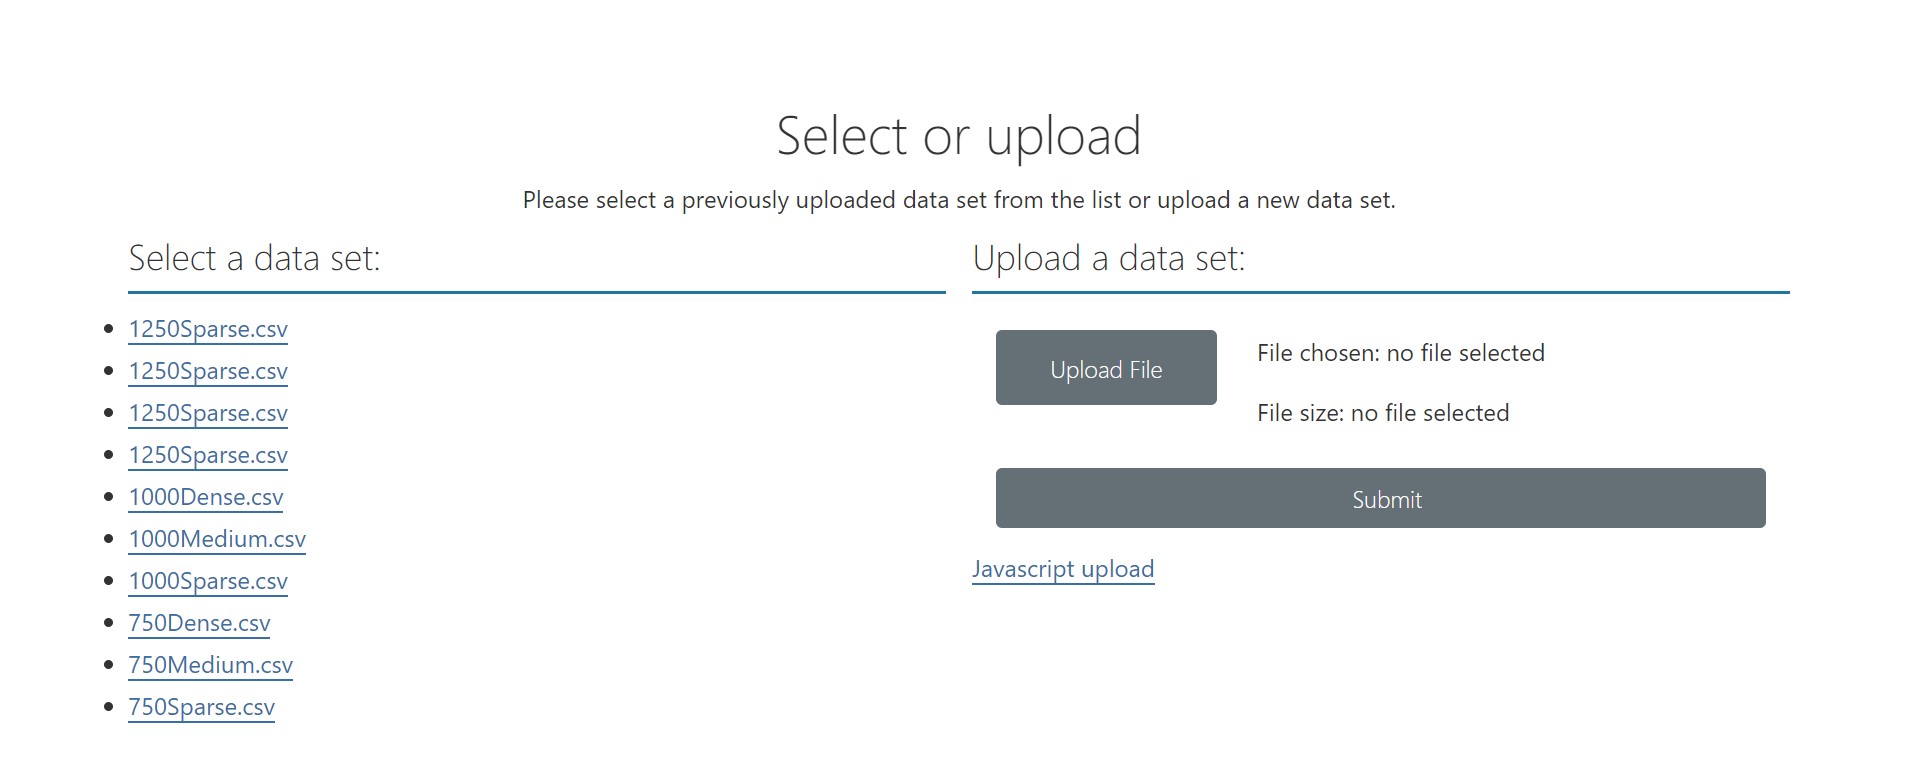 Select or upload
Please select a previously uploaded data set from the list or upload a new data set.
Select a data set:
1250Sparse.csv
1250Sparse.csv
1250Sparse.csv
1250Sparse.csv
1000Dense.csv
1000Medium.csv
1000Sparse.csv
750Dense.csv
750Medium.csv
750Sparse.csv
Upload a data set:
Upload File
File chosen: no file selected
File size: no file selected
Submit
Javascript upload